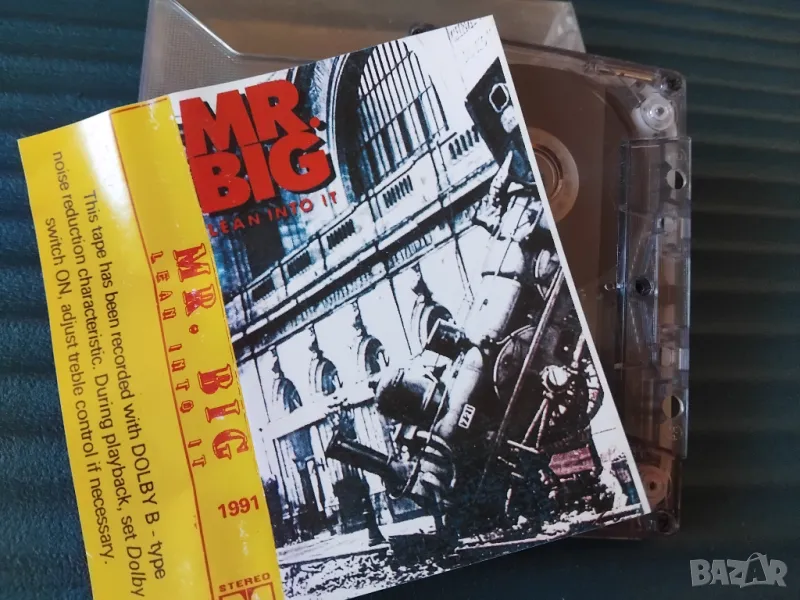 MR.
BIG
LEAN INTO IT
MR. BIG
LEAN INTO IT
1991
STEREO
This tape has been recorded with DOLBY B - type
noise reduction characteristic. During playback, set Dolby
switch ON, adjust treble control if necessary.
721
BAZAR